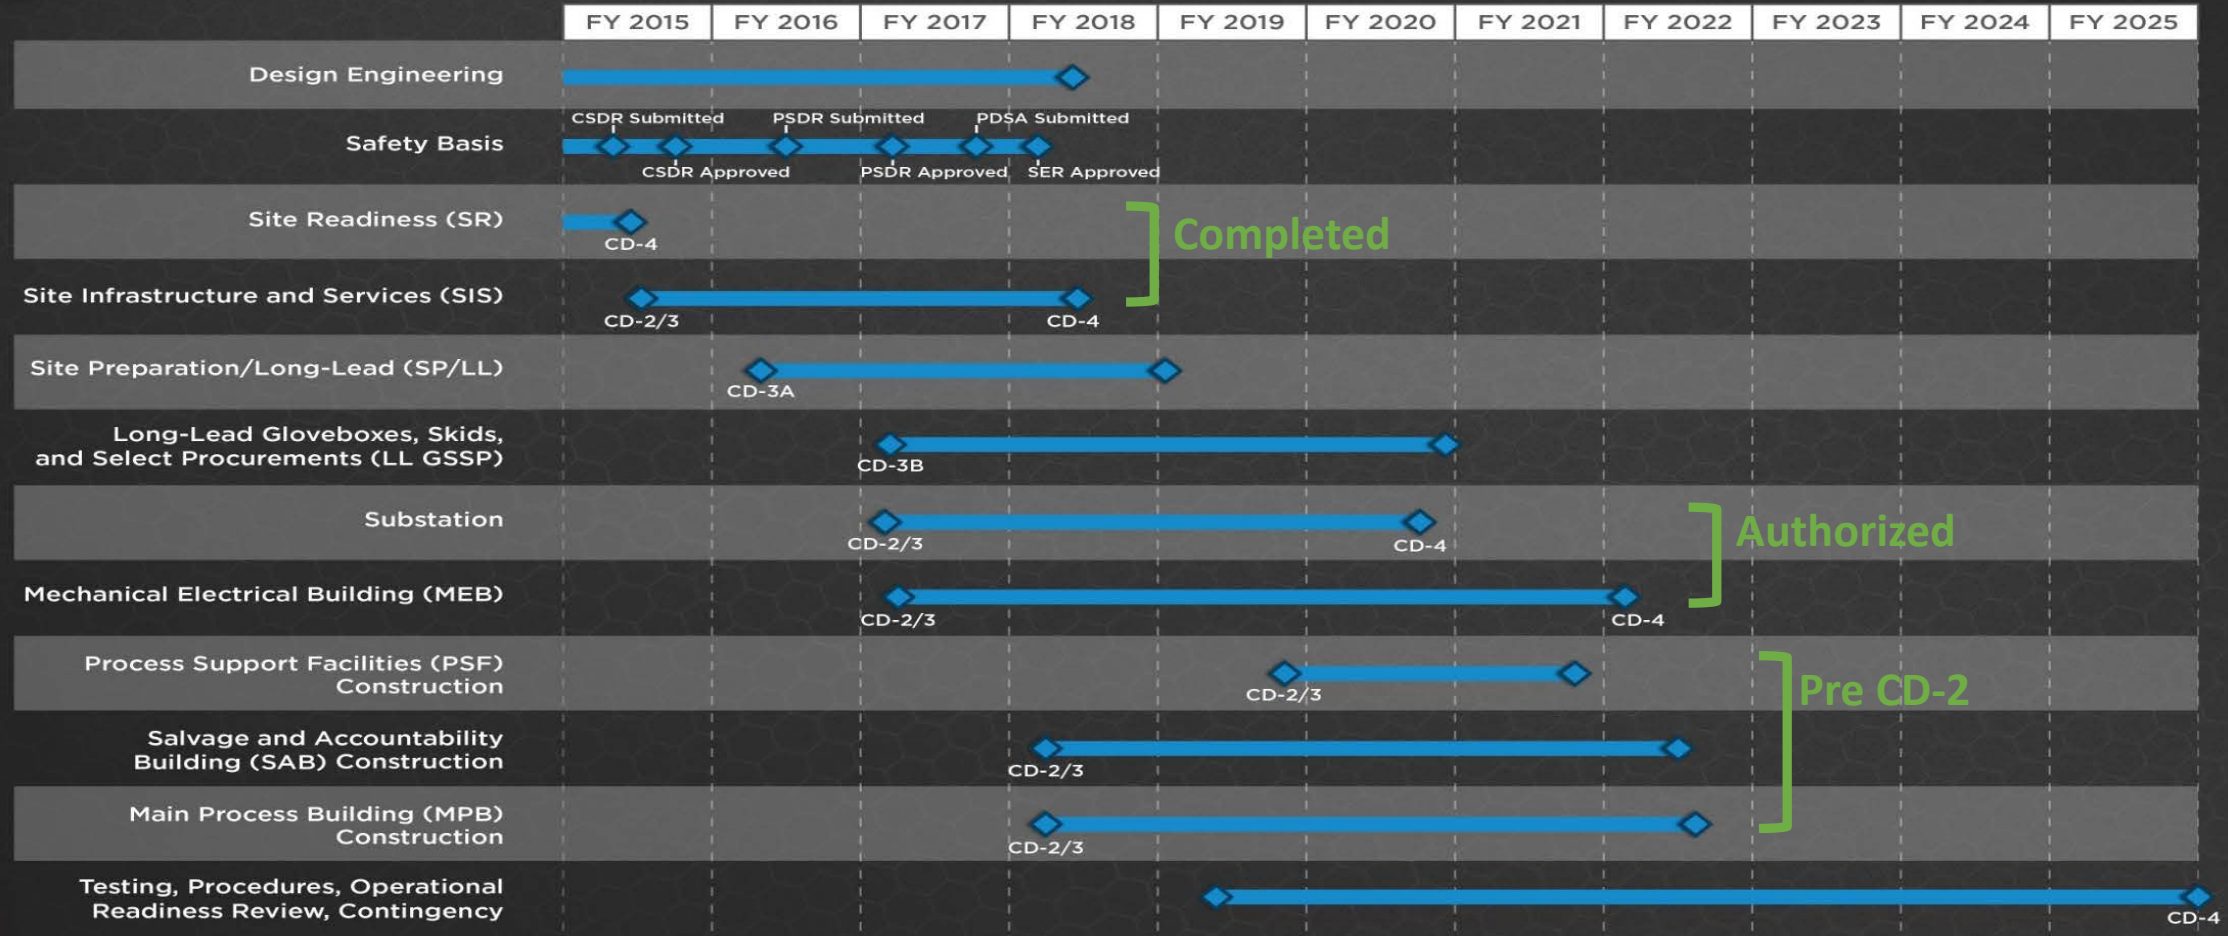 FY 2015 FY 2016 FY 2017 FY 2018 FY 2019 FY 2020 FY 2021 FY 2022 FY 2023 FY 2024 FY 2025
Design Engineering
CSDR Submitted PSDR Submitted PDSA Submitted
Safety Basis
CSDR Approved PSDR Approved SER Approved
Site Readiness (SR)
CD-4
Completed
Site Infrastructure and Services (SIS)
CD-2/3 CD-4
Site Preparation/Long-Lead (SP/LL)
CD-3A
Long-Lead Gloveboxes, Skids,
and Select Procurements (LL GSSP)
CD-3B
Substation
CD-2/3 CD-4
Authorized
Mechanical Electrical Building (MEB)
CD-2/3 CD-4
Process Support Facilities (PSF)
Construction
CD-2/3
Pre CD-2
Salvage and Accountability
Building (SAB) Construction
CD-2/3
Main Process Building (MPB)
Construction
CD-2/3
Testing, Procedures, Operational
Readiness Review, Contingency
CD-4